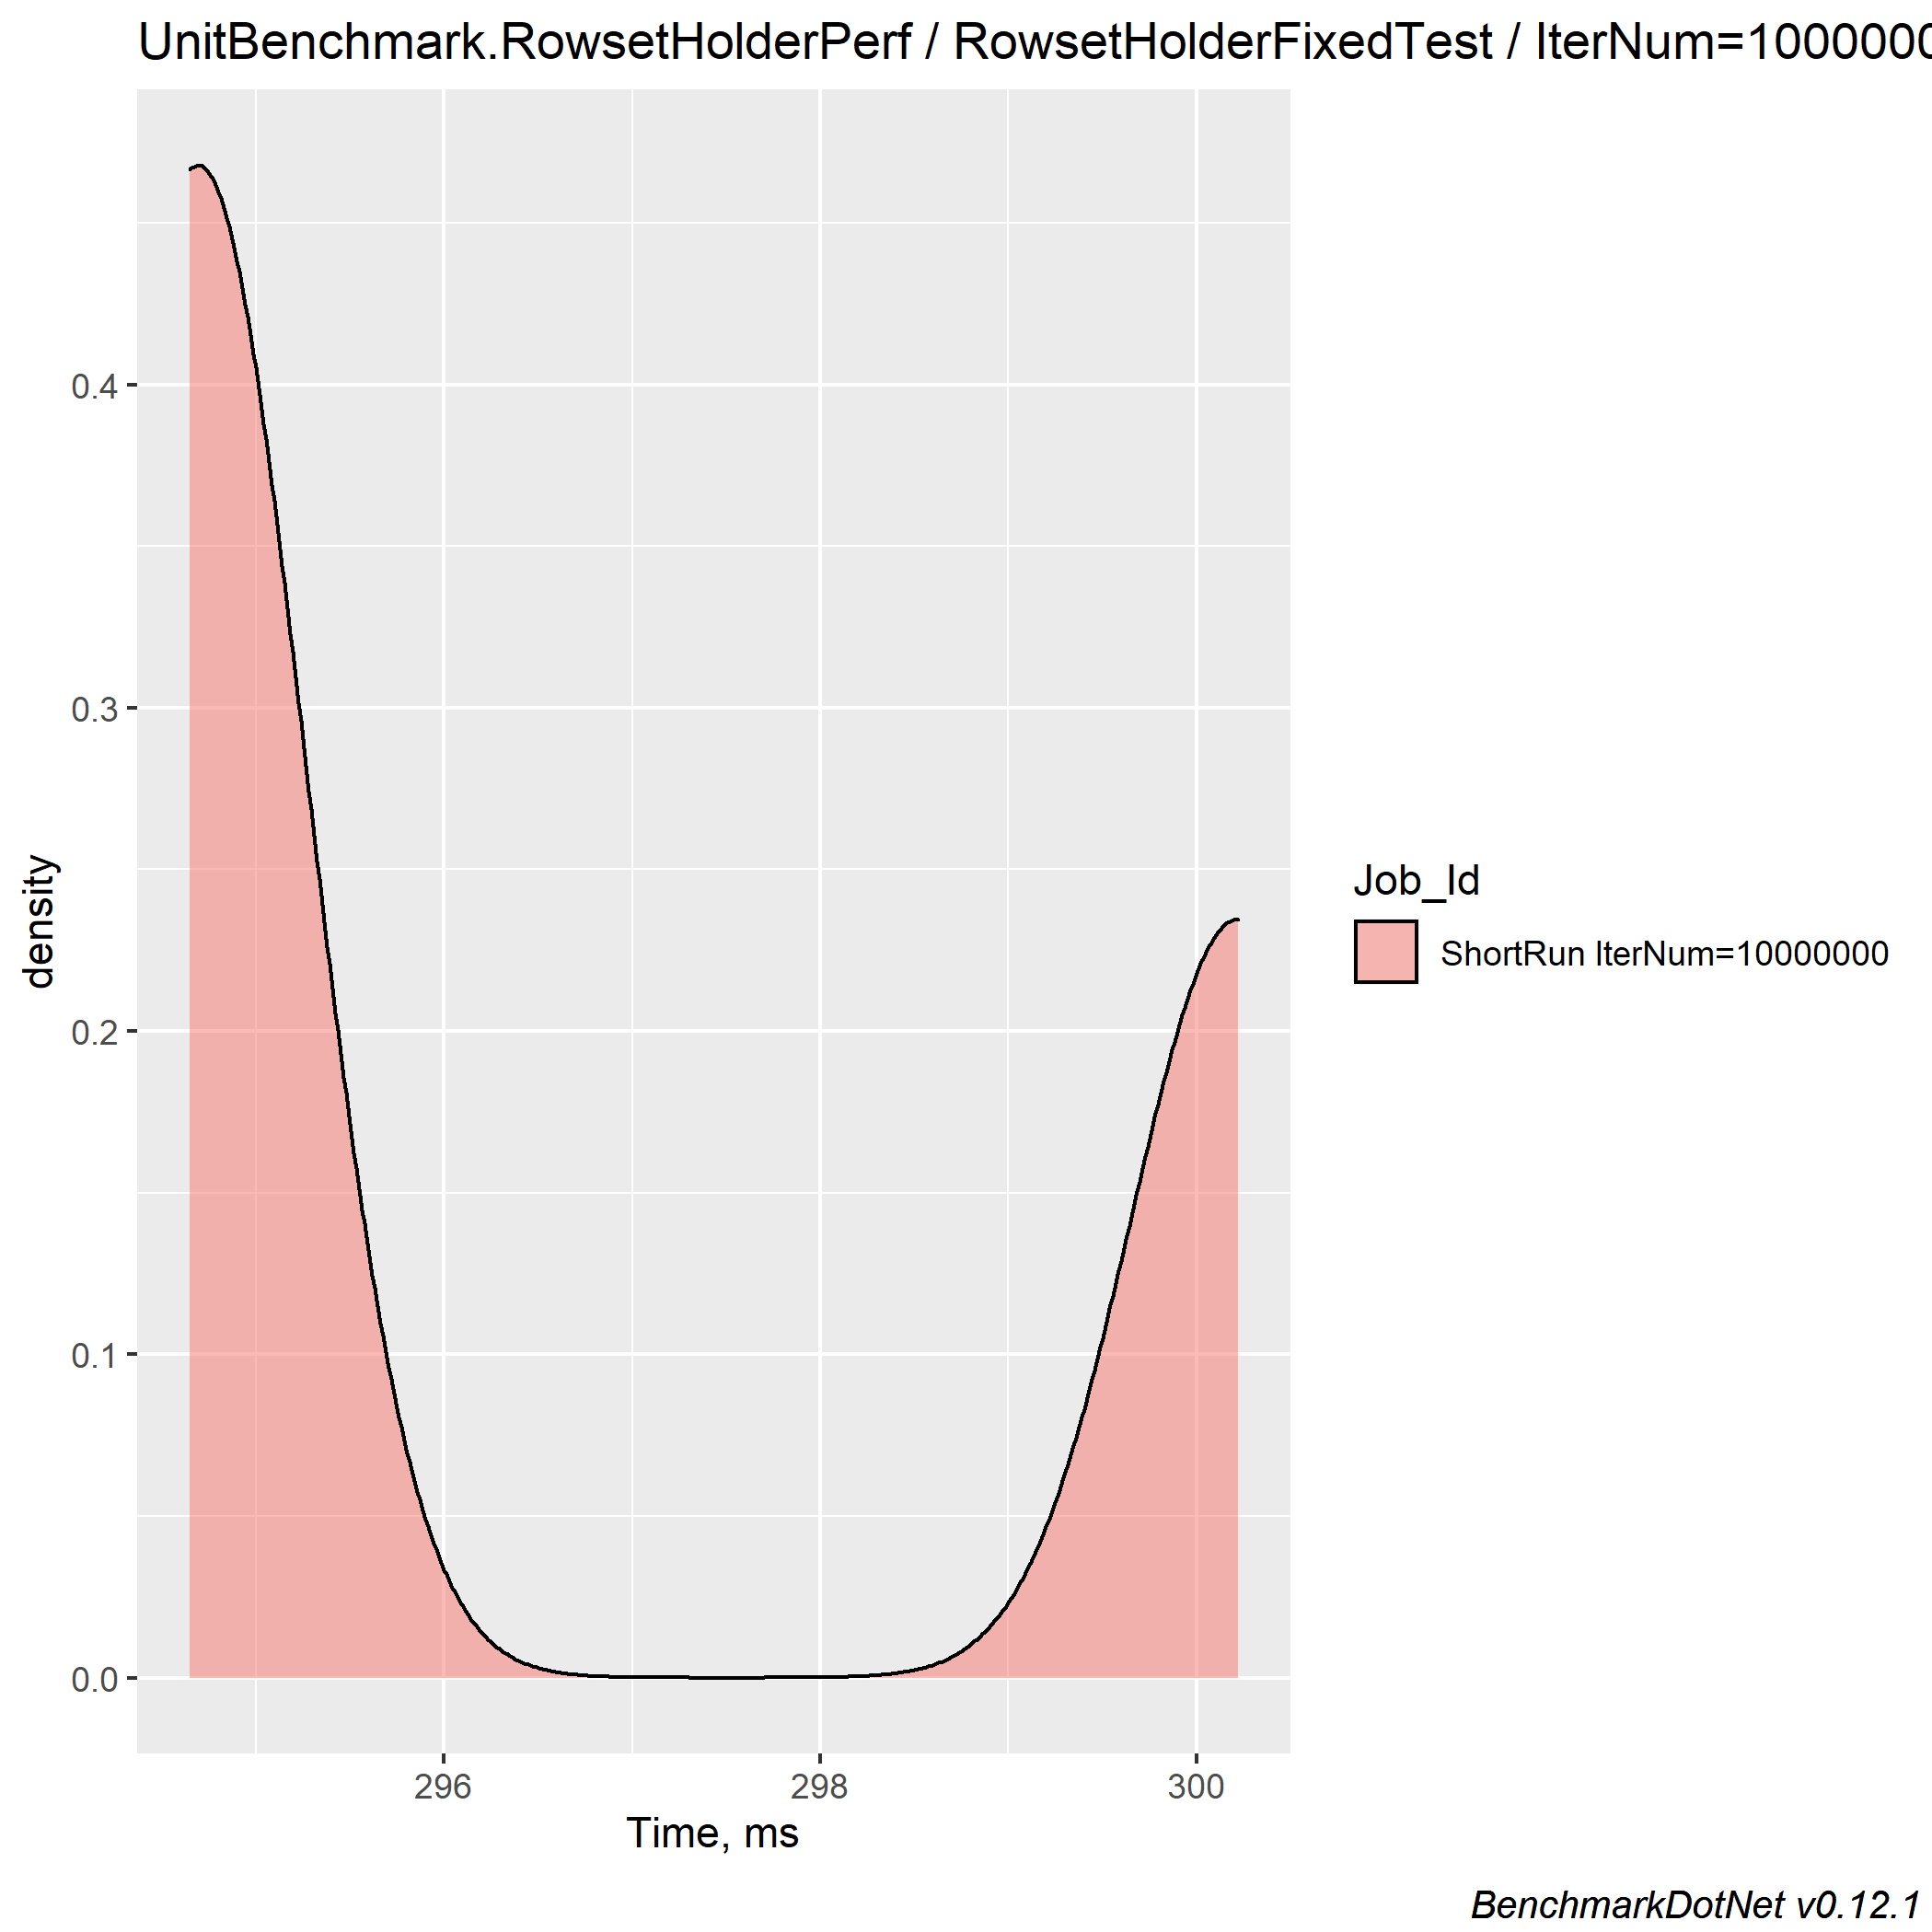 UnitBenchmark.RowsetHolderPerf / RowsetHolderFixedTest / IterNum=1000000
density
0.4
0.3
0.2
0.1
0.0
296 298 300
Time, ms
Job_Id
ShortRun IterNum=10000000
BenchmarkDotNet v0.12.1